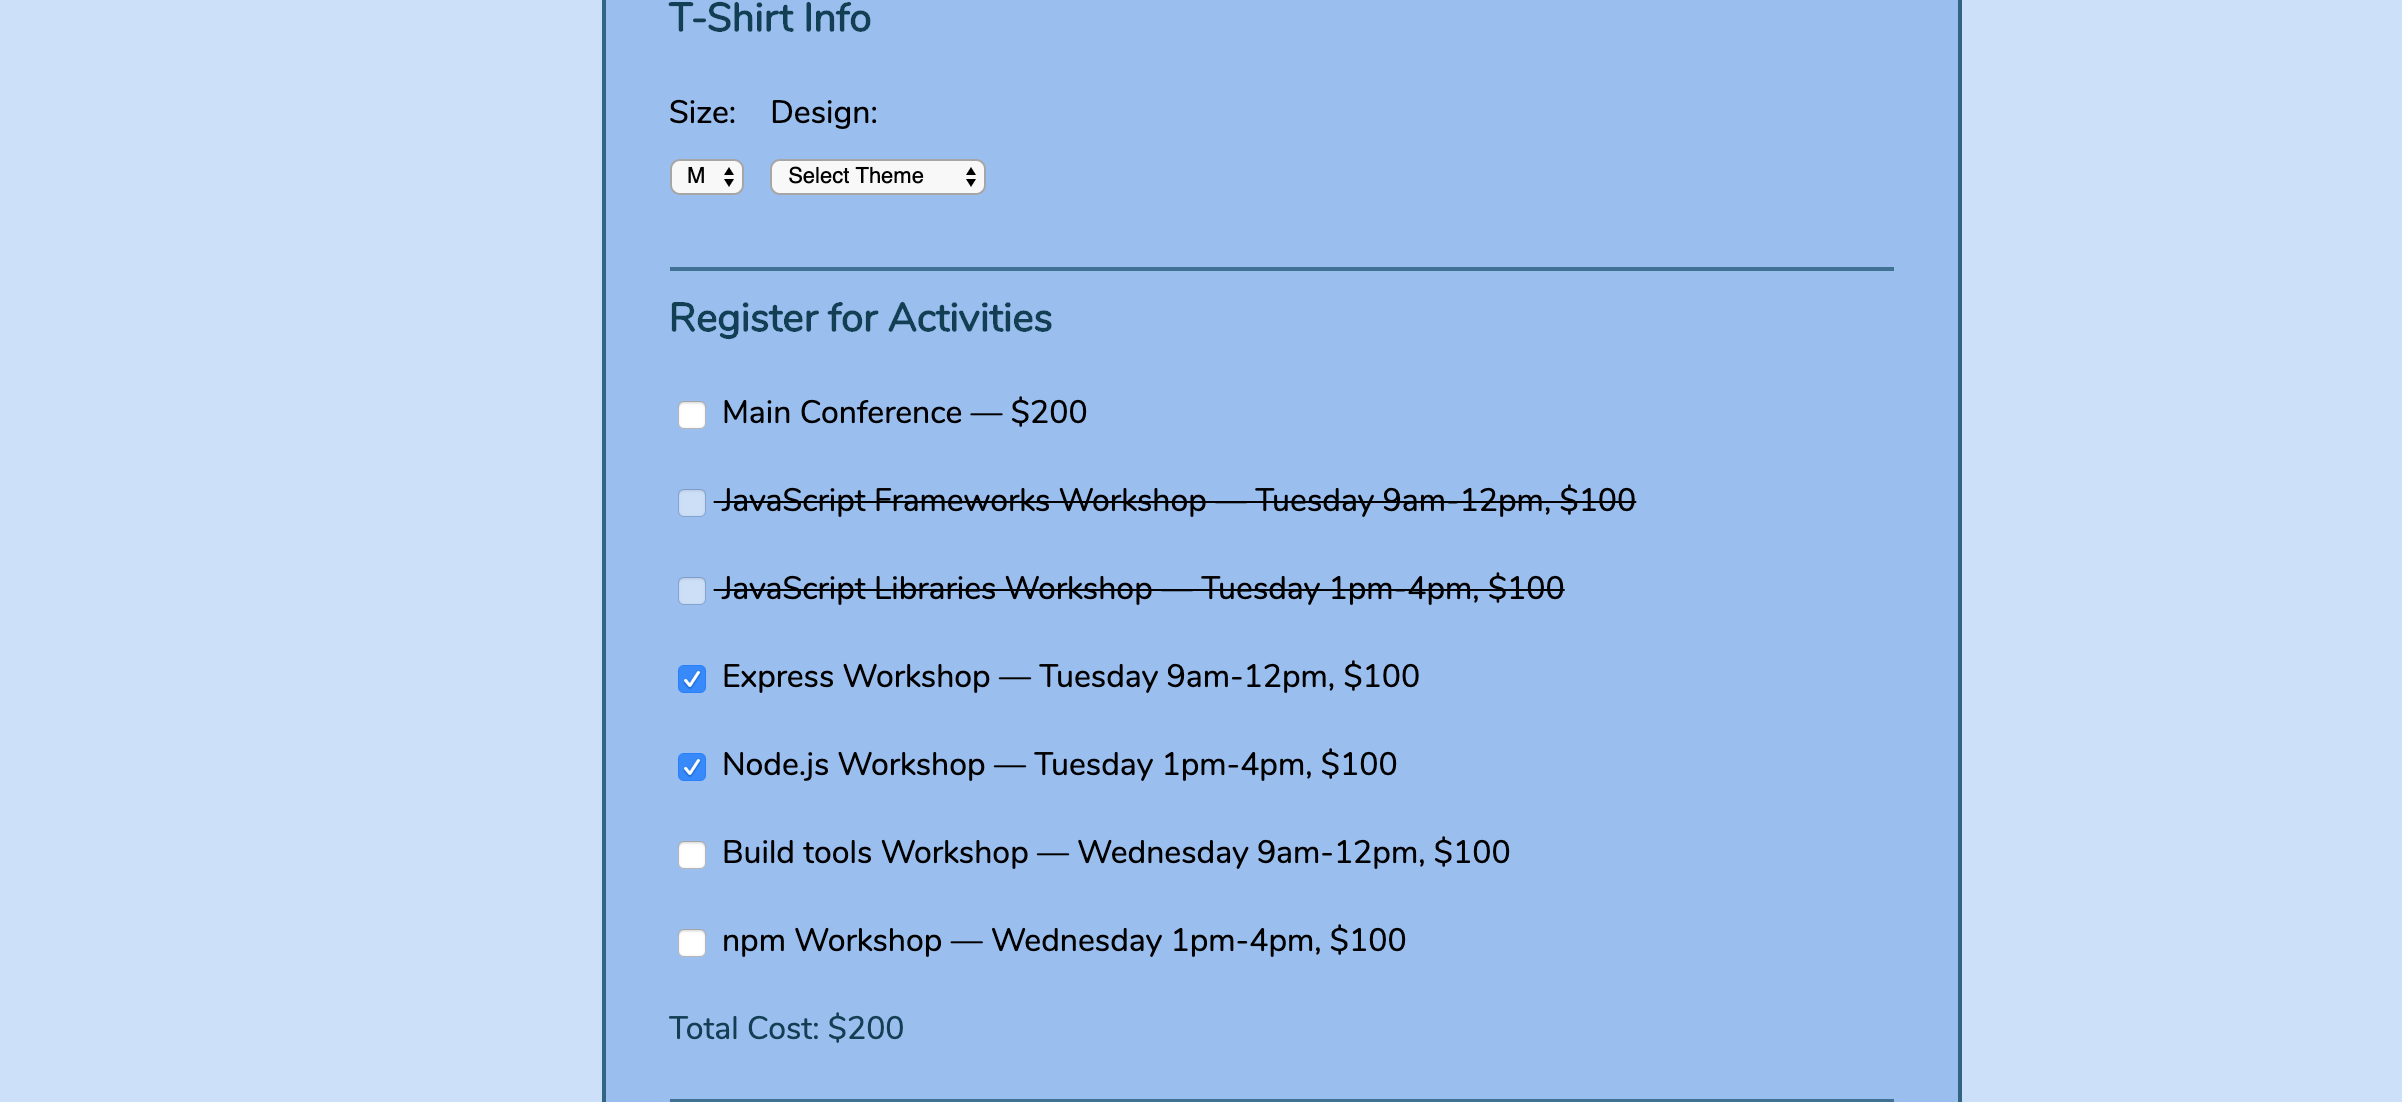 T-Shirt Info
Size: Design:
M Select Theme
Register for Activities
Main Conference — $200
JavaScript Frameworks Workshop — Tuesday 9am-12pm, $100
JavaScript Libraries Workshop — Tuesday 1pm-4pm, $100
Express Workshop — Tuesday 9am-12pm, $100
Node.js Workshop — Tuesday 1pm-4pm, $100
Build tools Workshop — Wednesday 9am-12pm, $100
npm Workshop — Wednesday 1pm-4pm, $100
Total Cost: $200